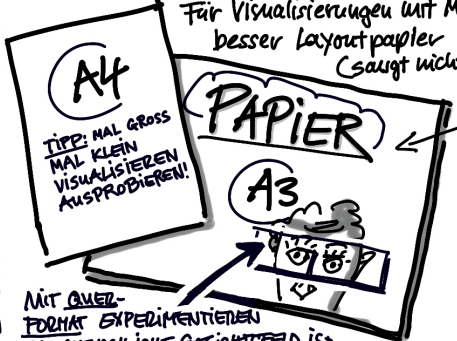 Für Visualisierungen mit
besser Layoutpapier
(saugt
A4
TIPP: MAL GROSS
MAL KLEIN
VISUALISIEREN
AUSPROBIEREN!
PAPIER
A3
MIT QUER-
FORMAT EXPERIMENTIEREN